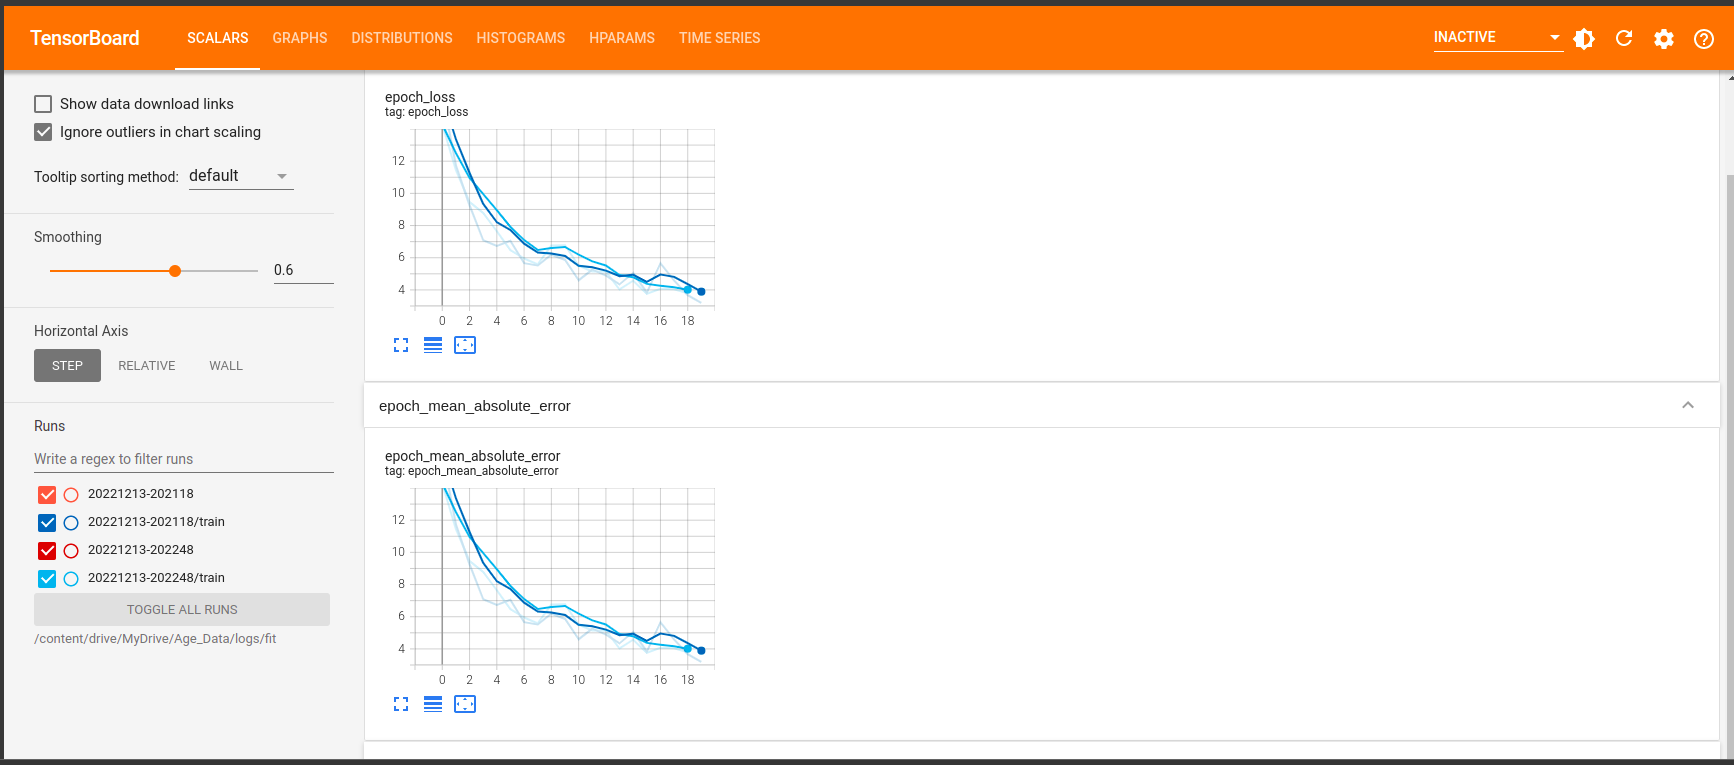 TensorBoard SCALARS GRAPHS DISTRIBUTIONS HISTOGRAMS HPARAMS TIME SERIES INACTIVE
Show data download links
Ignore outliers in chart scaling
Tooltip sorting method: default
Smoothing
0.6
Horizontal Axis
STEP RELATIVE WALL
Runs
Write a regex to filter runs
20221213-202118
20221213-202118/train
20221213-202248
20221213-202248/train
TOGGLE ALL RUNS
/content/drive/MyDrive/Age_Data/logs/fit
epoch_loss
tag: epoch_loss
12
10
8
6
4
0 2 4 6 8 10 12 14 16 18
epoch_mean_absolute_error
epoch_mean_absolute_error
tag: epoch_mean_absolute_error
12
10
8
6
4
0 2 4 6 8 10 12 14 16 18